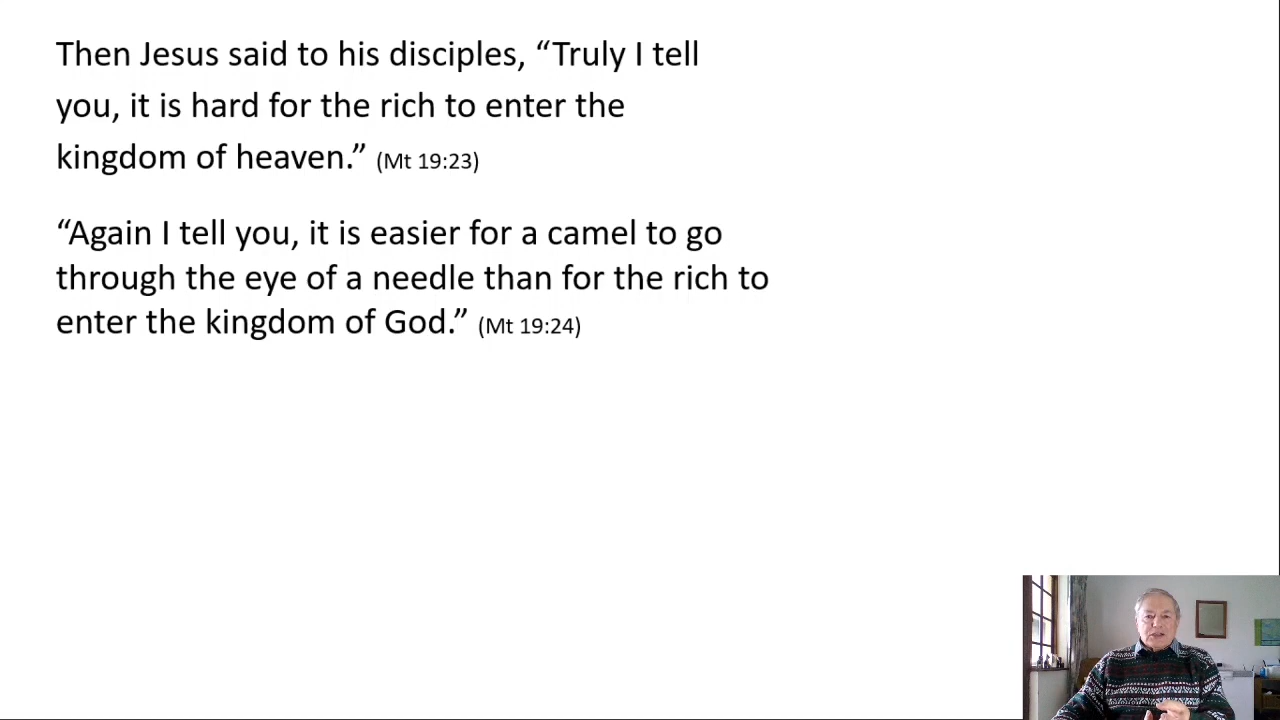 Then Jesus said to his disciples, “Truly I tell
you, it is hard for the rich to enter the
kingdom of heaven.” (Mt 19:23)
“Again I tell you, it is easier for a camel to go
through the eye of a needle than for the rich to
enter the kingdom of God.” (Mt 19:24)